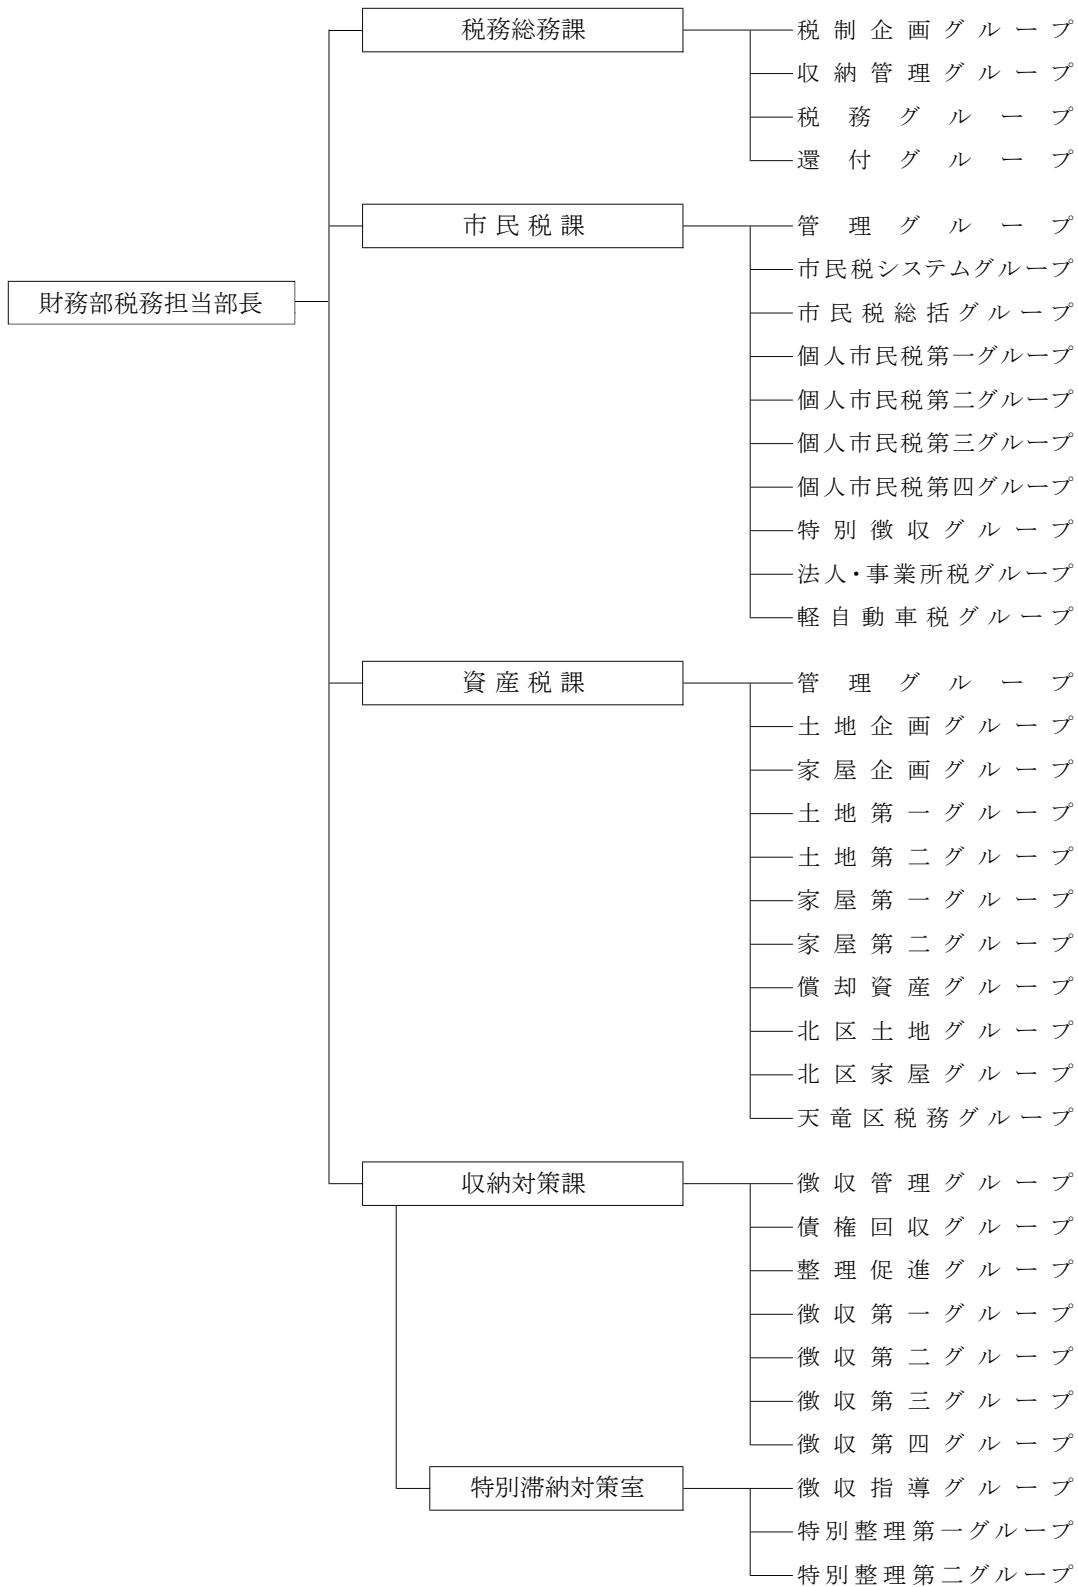 財務部税務担当部長
税務総務課
税制企画グループ
収納管理グループ
税務グループ
還付グループ
市民税課
管理グループ
市民税システムグループ
市民税総括グループ
個人市民税第一グループ
個人市民税第二グループ
個人市民税第三グループ
個人市民税第四グループ
特別徴収グループ
法人・事業所税グループ
軽自動車税グループ
資産税課
管理グループ
土地企画グループ
家屋企画グループ
土地第一グループ
土地第二グループ
家屋第一グループ
家屋第二グループ
償却資産グループ
北区土地グループ
北区家屋グループ
天竜区税務グループ
収納対策課
徴収管理グループ
債権回収グループ
整理促進グループ
徴収第一グループ
徴収第二グループ
徴収第三グループ
徴収第四グループ
特別滞納対策室
徴収指導グループ
特別整理第一グループ
特別整理第二グループ